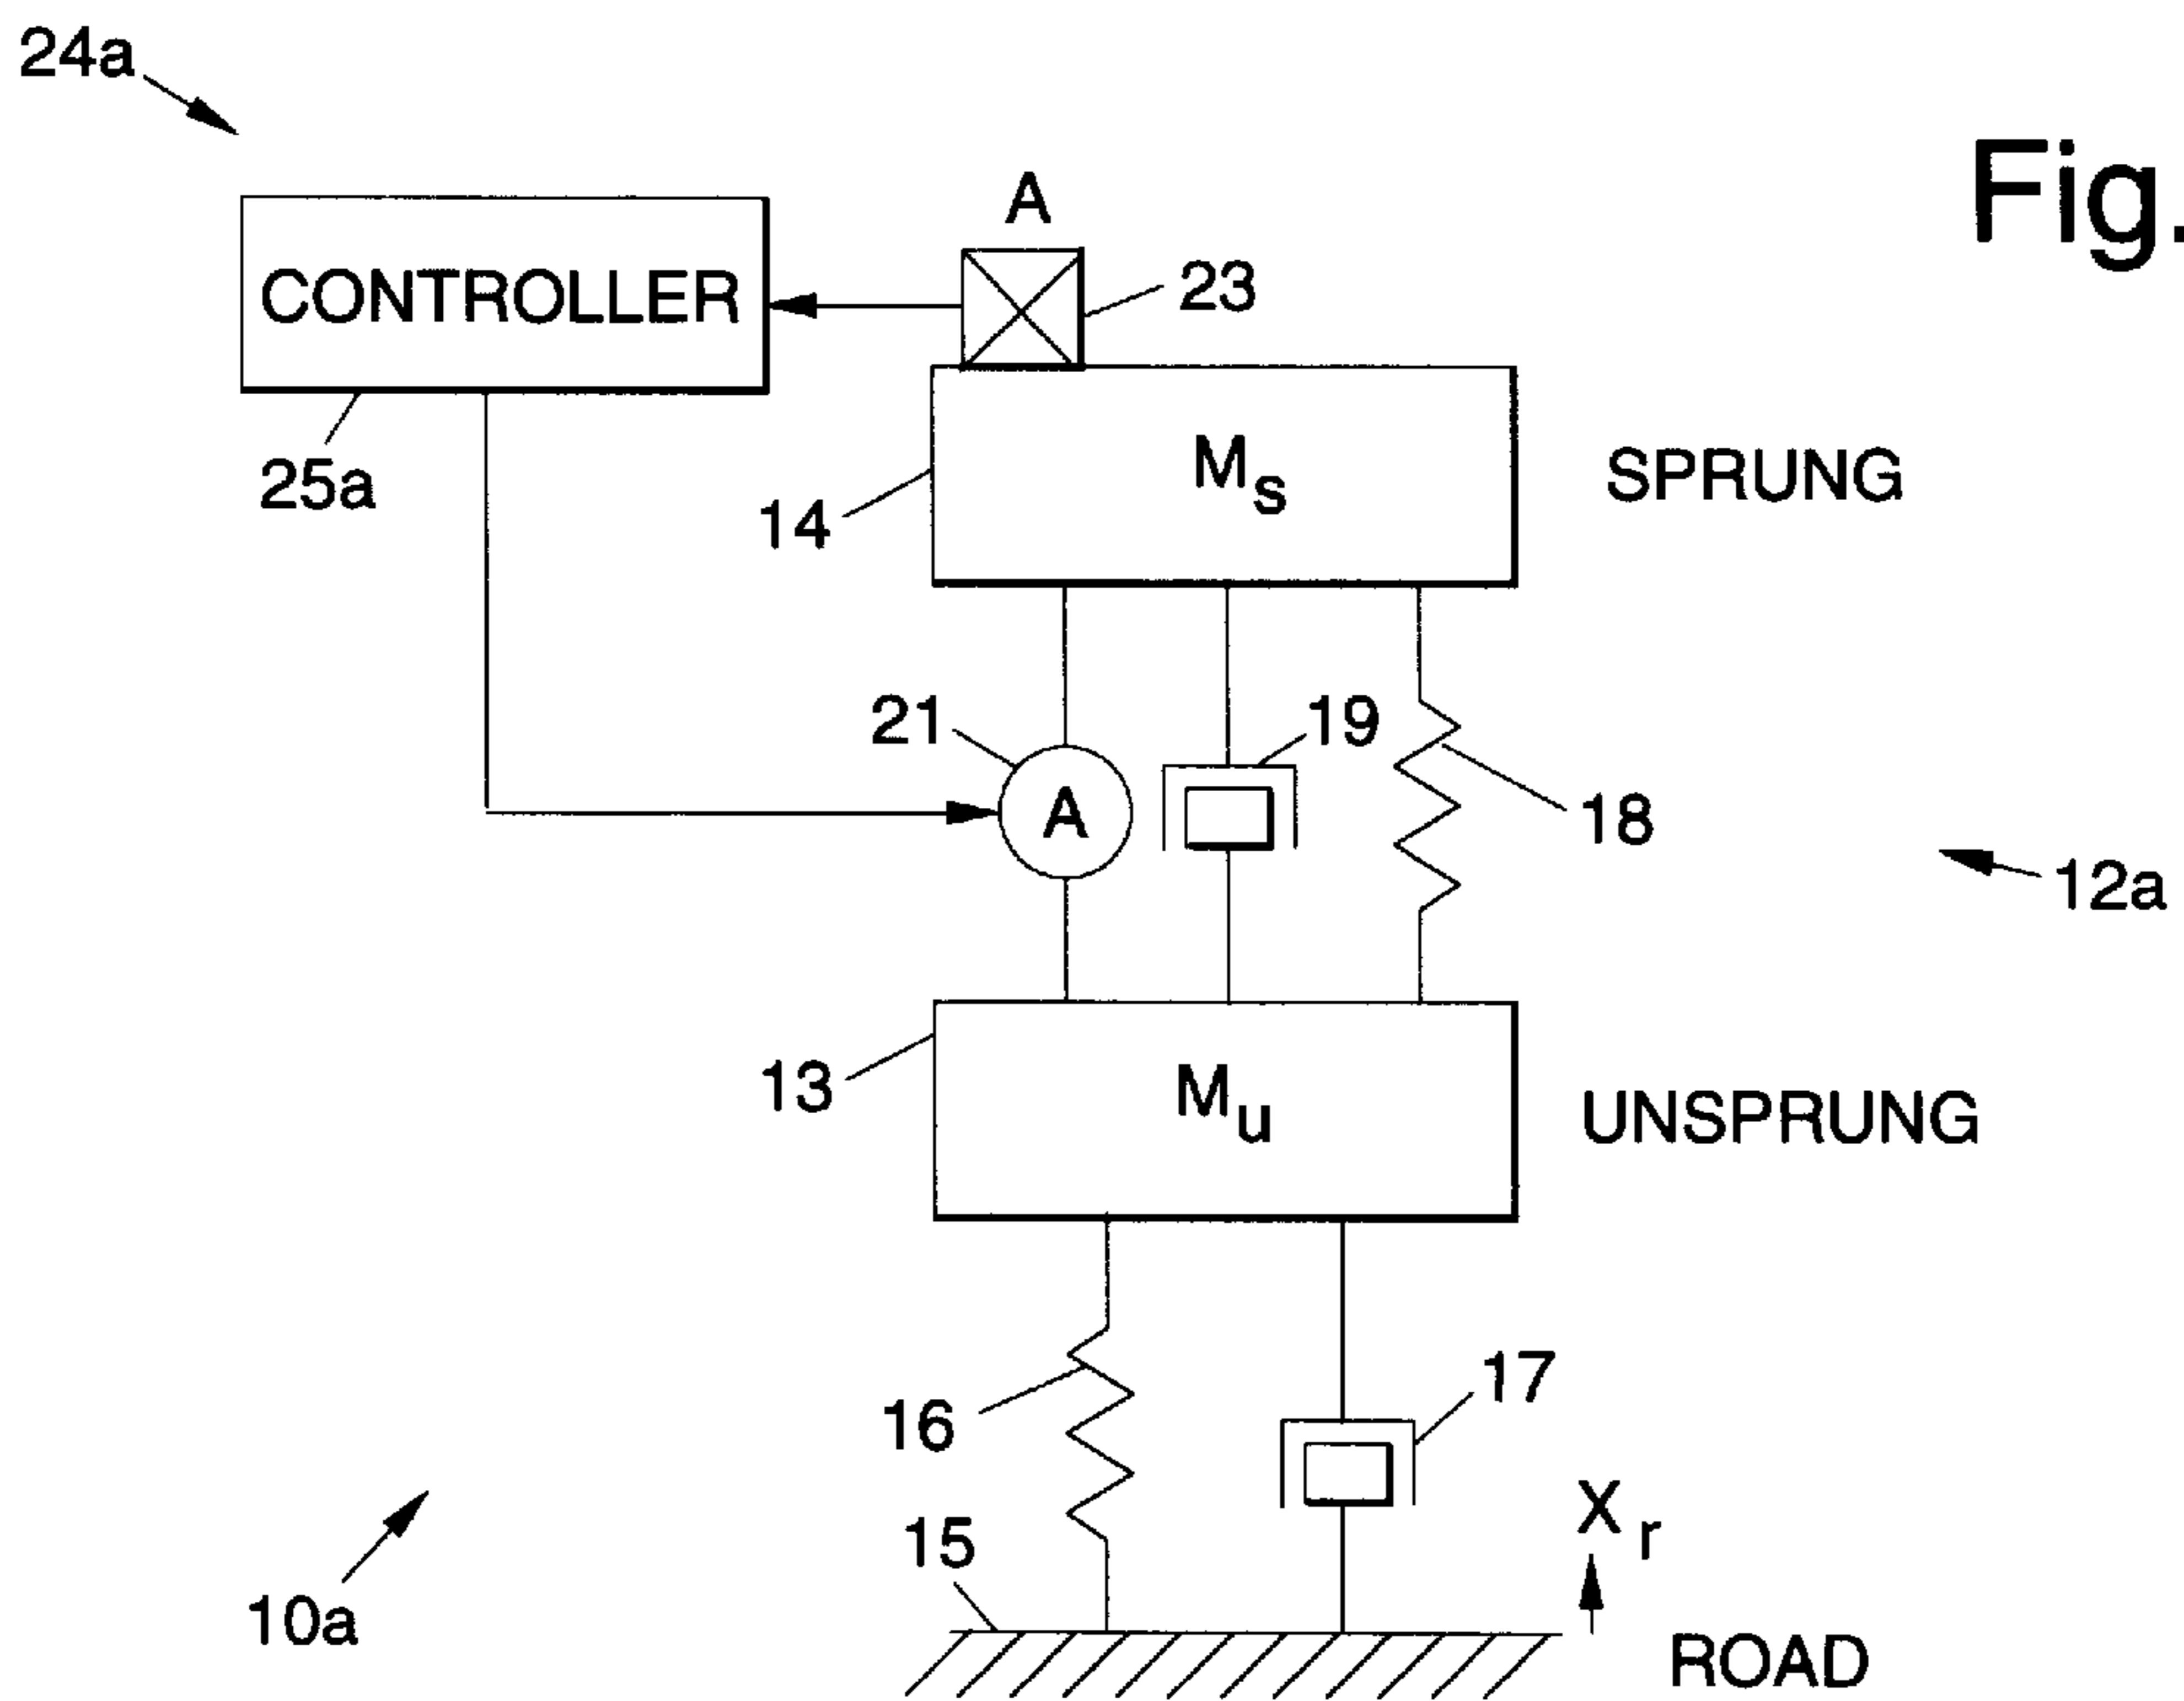 24a
Fig.
A
CONTROLLER
23
25a
14
Ms
SPRUNG
21
19
A
18
12a
13
Mu
UNSPRUNG
16
17
15
Xr
10a
ROAD